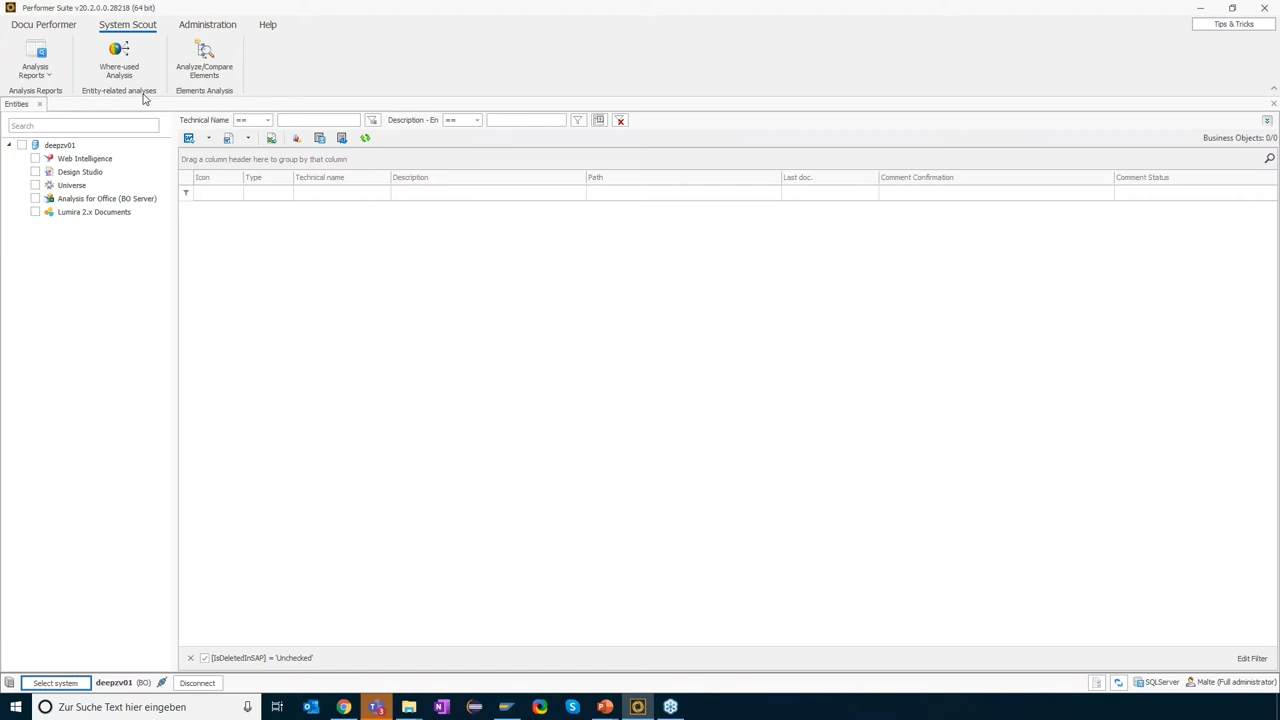 Performer Suite v20.2.0.0.28218 (64 bit)
Docu Performer System Scout Administration Help
Tips & Tricks
Analysis Reports
Where-used Analysis
Analyze/Compare Elements
Analysis Reports Entity-related analyses Elements Analysis
Entities
Technical Name == Description - En ==
Search
Business Objects: 0/0
deepzv01
Web Intelligence
Design Studio
Universe
Analysis for Office (BO Server)
Lumira 2.x Documents
Drag a column header here to group by that column
Icon Type Technical name Description Path Last doc. Comment Confirmation Comment Status
[IsDeletedInSAP] = 'Unchecked' Edit Filter
Select system deepzv01 (BO) Disconnect SQLServer Malte (Full administrator)
Zur Suche Text hier eingeben
3